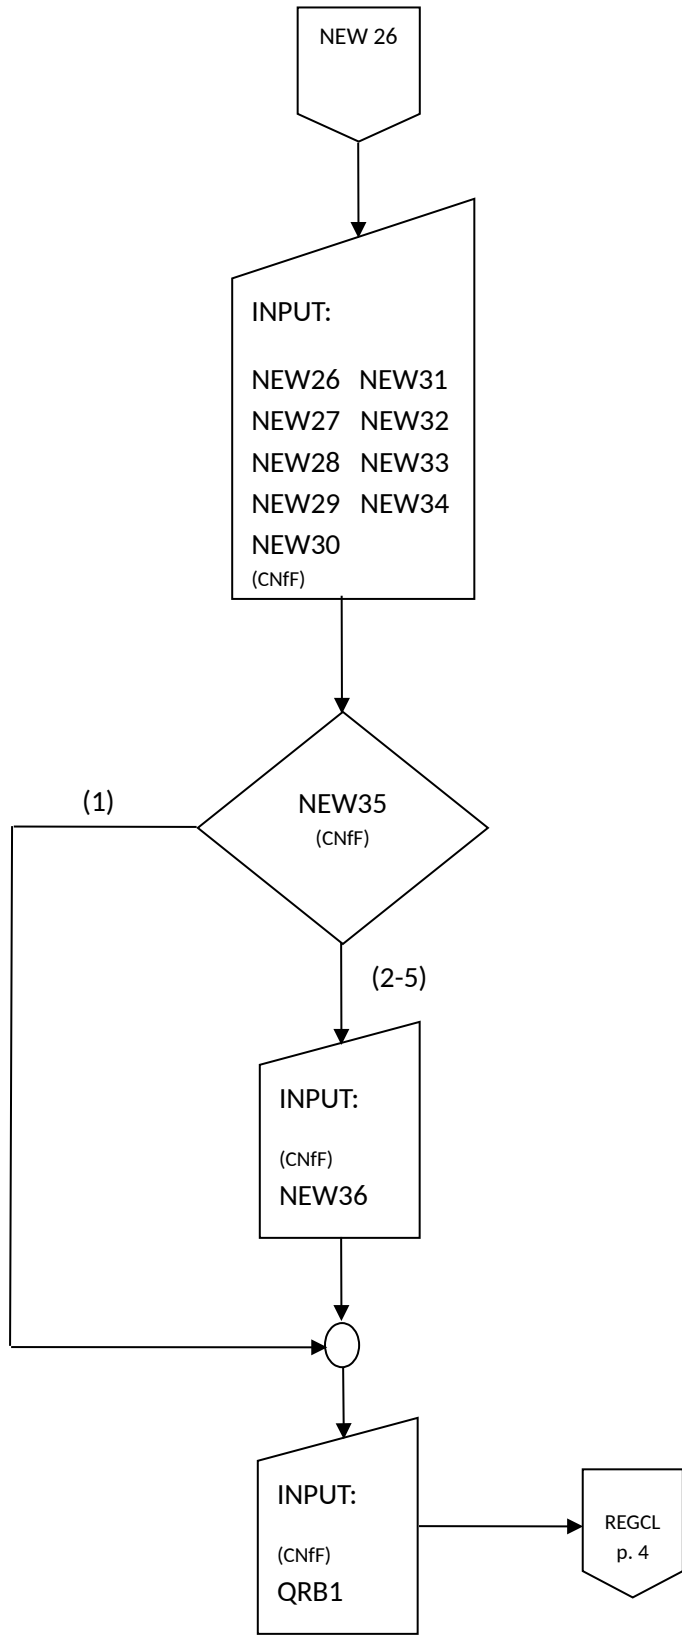 NEW 26
INPUT:
NEW26 NEW31
NEW27 NEW32
NEW28 NEW33
NEW29 NEW34
NEW30
(CNfF)
NEW35
(CNfF)
(1)
(2-5)
INPUT:
(CNfF)
NEW36
INPUT:
(CNfF)
QRB1
REGCL
p. 4